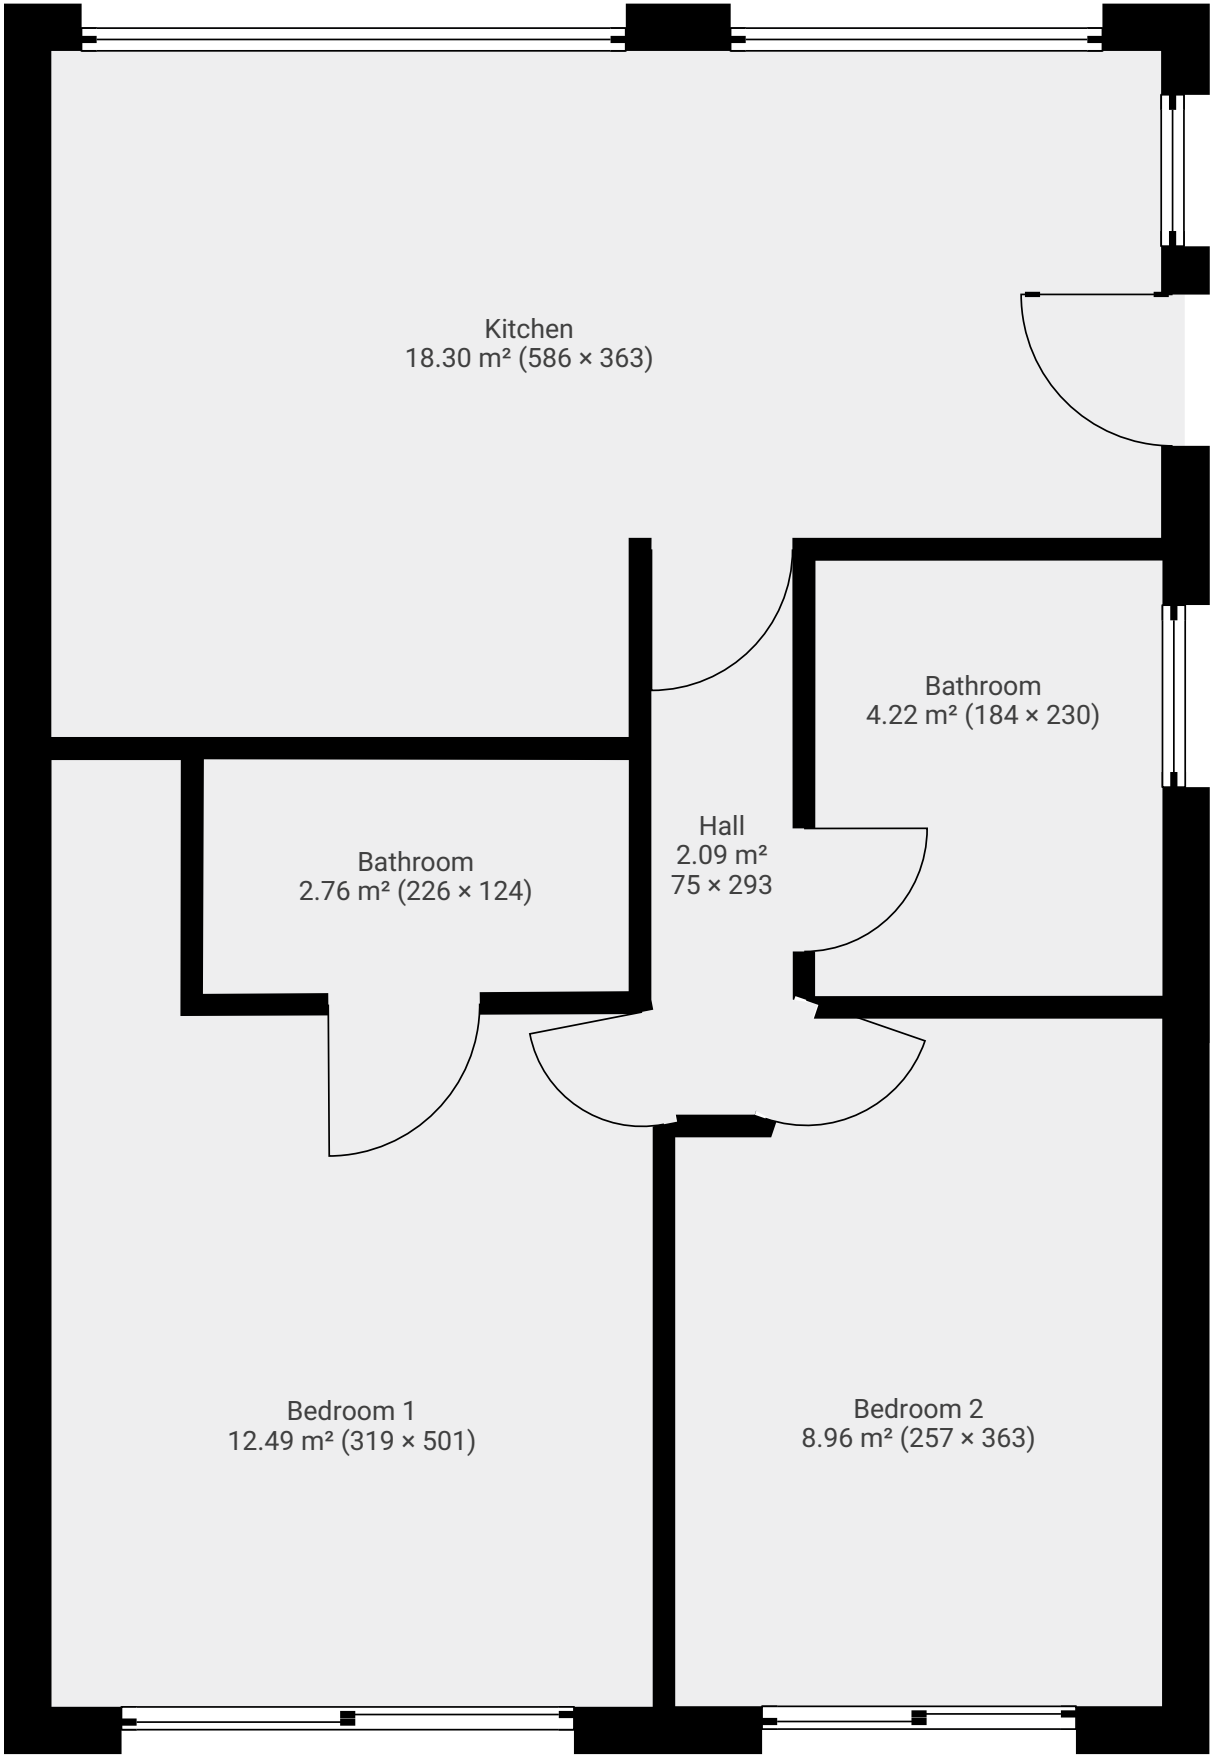 Kitchen
18.30 m² (586 × 363)
Bathroom
4.22 m² (184 × 230)
Hall
2.09 m²
75 × 293
Bathroom
2.76 m² (226 × 124)
Bedroom 1
12.49 m² (319 × 501)
Bedroom 2
8.96 m² (257 × 363)